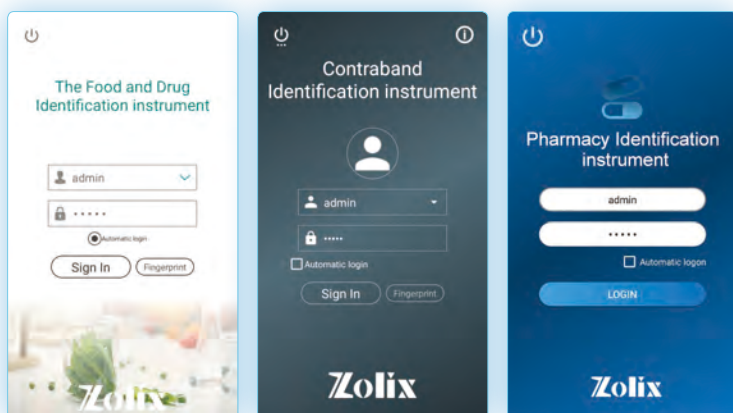 The Food and Drug
Identification instrument
admin
•••••
Automatic login
Sign In
Fingerprint
Zolix
Contraband
Identification instrument
admin
•••••
Automatic login
Sign In
Fingerprint
Zolix
Pharmacy Identification
instrument
admin
•••••
Automatic logon
LOGIN
Zolix